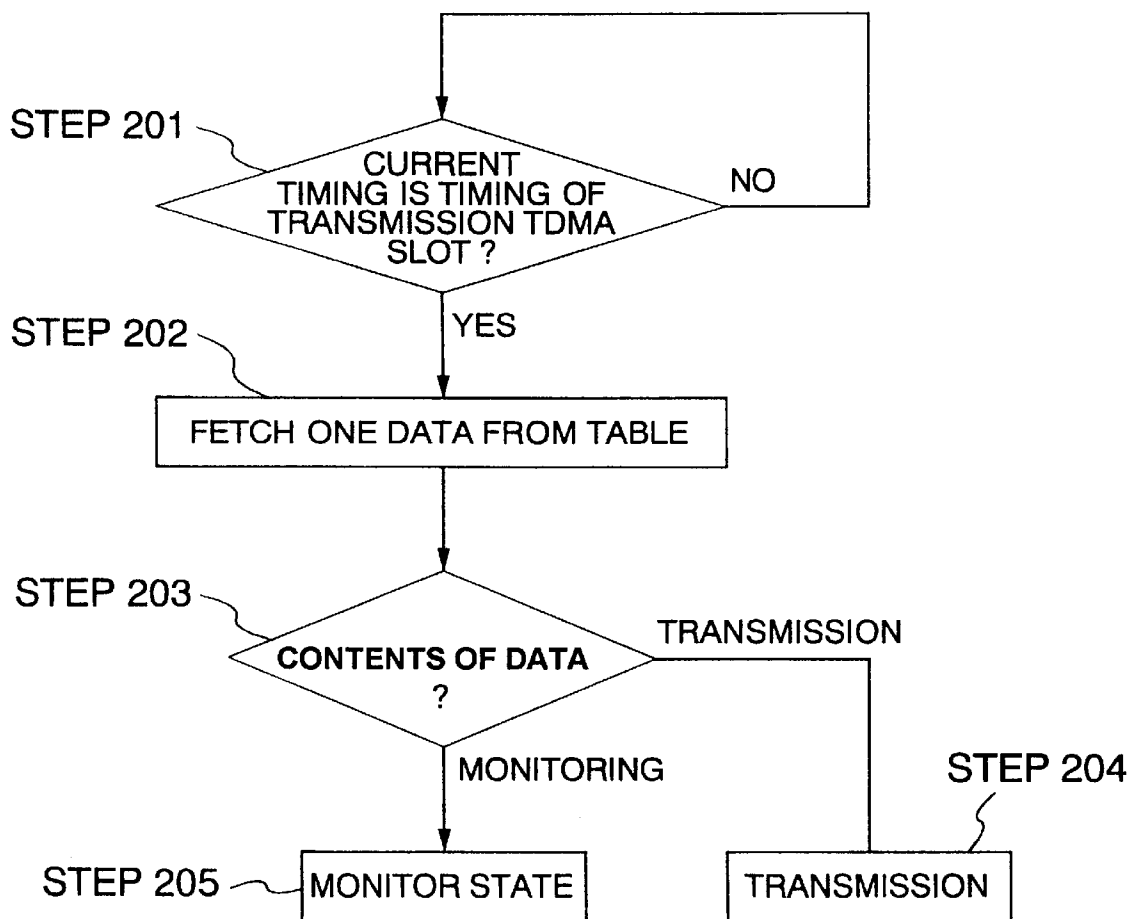 STEP 201
CURRENT
TIMING IS TIMING OF
TRANSMISSION TDMA
SLOT ?
NO
YES
STEP 202
FETCH ONE DATA FROM TABLE
STEP 203
CONTENTS OF DATA
?
TRANSMISSION
MONITORING
STEP 204
STEP 205
MONITOR STATE
TRANSMISSION